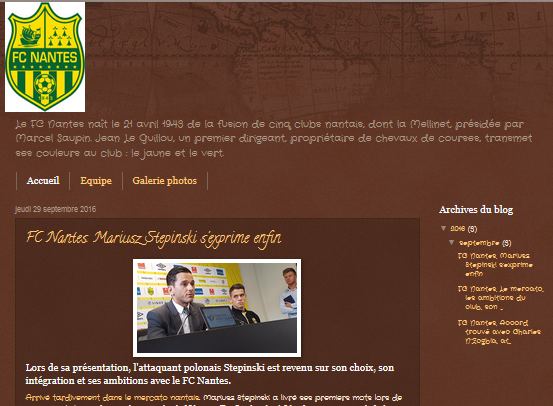 FC NANTES
Le FC Nantes naît le 21 avril 1943 de la fusion de cinq clubs nantais, dont la Mellinet, présidée par
Marcel Saupin. Jean Le Guillou, un premier dirigeant, propriétaire de chevaux de courses, transmet
ses couleurs au club : le jaune et le vert.
Accueil
Equipe
Galerie photos
jeudi 29 septembre 2016
FC Nantes. Mariusz Stepinski s'exprime enfin
Lors de sa présentation, l'attaquant polonais Stepinski est revenu sur son choix, son
intégration et ses ambitions avec le FC Nantes.
Arrivé tardivement dans le mercato nantais, Mariusz Stepinski a livré ses premiers mots lors de
Archives du blog
▼ 2016 (3)
▼ septembre (3)
FC Nantes. Mariusz
Stepinski s'exprime
enfin
FC Nantes. Le mercato,
les ambitions du
club, son ...
FC Nantes. Accord
trouvé avec Charles
N'Zogbia, at...